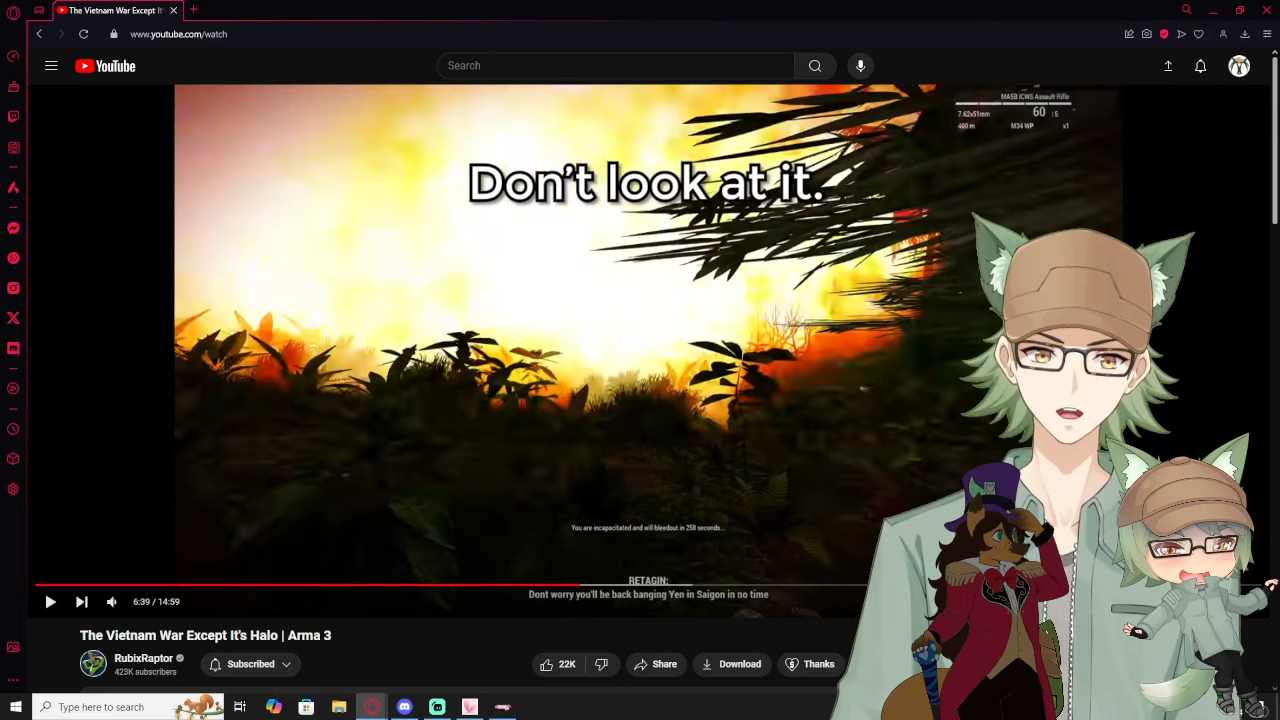 The Vietnam War Except It'
www.youtube.com/watch
YouTube
Search
MA5B ICWS Assault Rifle
7.62x51mm 60 | 5
400 m M34 WP x1
Don't look at it.
You are incapacitated and will bleedout in 258 seconds...
RETAGIN:
Dont worry you'll be back banging Yen in Saigon in no time
6:39 / 14:59
The Vietnam War Except It's Halo | Arma 3
RubixRaptor
423K subscribers
Subscribed
22K
Share
Download
Thanks
Type here to search